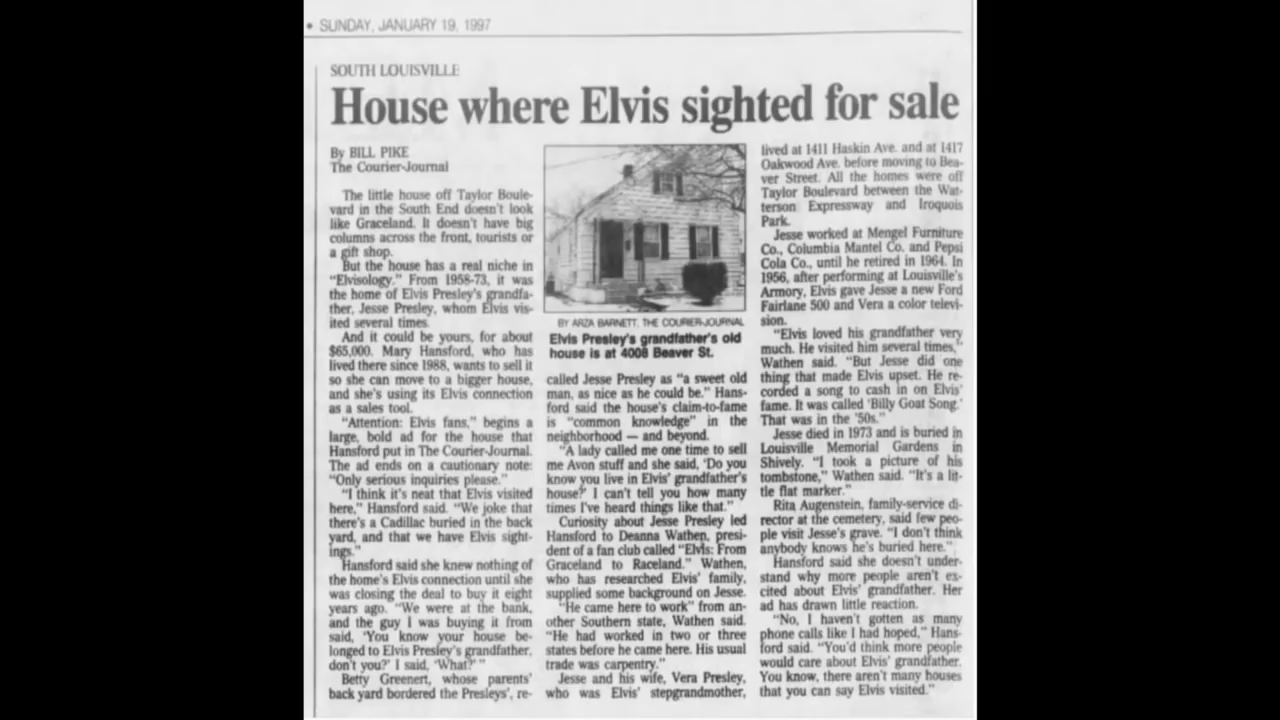 • SUNDAY, JANUARY 19, 1997
SOUTH LOUISVILLE
House where Elvis sighted for sale
By BILL PIKE
The Courier-Journal
The little house off Taylor Boule-
vard in the South End doesn't look
like Graceland. It doesn't have big
columns across the front, tourists or
a gift shop.
But the house has a real niche in
"Elvisology." From 1958-73, it was
the home of Elvis Presley's grandfa-
ther, Jesse Presley, whom Elvis vis-
ited several times.
And it could be yours, for about
$65,000. Mary Hansford, who has
lived there since 1988, wants to sell it
so she can move to a bigger house,
and she's using its Elvis connection
as a sales tool.
"Attention: Elvis fans," begins a
large, bold ad for the house that
Hansford put in The Courier-Journal.
The ad ends on a cautionary note:
"Only serious inquiries please."
"I think it's neat that Elvis visited
here," Hansford said. "We joke that
there's a Cadillac buried in the back
yard, and that we have Elvis sight-
ings."
Hansford said she knew nothing of
the home's Elvis connection until she
was closing the deal to buy it eight
years ago. "We were at the bank,
and the guy I was buying it from
said, 'You know your house be-
longed to Elvis Presley's grandfather,
don't you?' I said, 'What?' "
Betty Greenert, whose parents'
back yard bordered the Presleys', re-
BY ARZA BARNETT, THE COURIER-JOURNAL
Elvis Presley's grandfather's old
house is at 4008 Beaver St.
called Jesse Presley as "a sweet old
man, as nice as he could be." Hans-
ford said the house's claim-to-fame
is "common knowledge" in the
neighborhood — and beyond.
"A lady called me one time to sell
me Avon stuff and she said, 'Do you
know you live in Elvis' grandfather's
house?' I can't tell you how many
times I've heard things like that."
Curiosity about Jesse Presley led
Hansford to Deanna Wathen, presi-
dent of a fan club called "Elvis: From
Graceland to Raceland." Wathen,
who has researched Elvis' family,
supplied some background on Jesse.
"He came here to work" from an-
other Southern state, Wathen said.
"He had worked in two or three
states before he came here. His usual
trade was carpentry."
Jesse and his wife, Vera Presley,
who was Elvis' stepgrandmother,
lived at 1411 Haskin Ave. and at 1417
Oakwood Ave. before moving to Bea-
ver Street. All the homes were off
Taylor Boulevard between the Wat-
terson Expressway and Iroquois
Park.
Jesse worked at Mengel Furniture
Co., Columbia Mantel Co. and Pepsi
Cola Co., until he retired in 1964. In
1956, after performing at Louisville's
Armory, Elvis gave Jesse a new Ford
Fairlane 500 and Vera a color televi-
sion.
"Elvis loved his grandfather very
much. He visited him several times,"
Wathen said. "But Jesse did one
thing that made Elvis upset. He re-
corded a song to cash in on Elvis'
fame. It was called 'Billy Goat Song.'
That was in the '50s."
Jesse died in 1973 and is buried in
Louisville Memorial Gardens in
Shively. "I took a picture of his
tombstone," Wathen said. "It's a lit-
tle flat marker."
Rita Augenstein, family-service di-
rector at the cemetery, said few peo-
ple visit Jesse's grave. "I don't think
anybody knows he's buried here."
Hansford said she doesn't under-
stand why more people aren't ex-
cited about Elvis' grandfather. Her
ad has drawn little reaction.
"No, I haven't gotten as many
phone calls like I had hoped," Hans-
ford said. "You'd think more people
would care about Elvis' grandfather.
You know, there aren't many houses
that you can say Elvis visited."